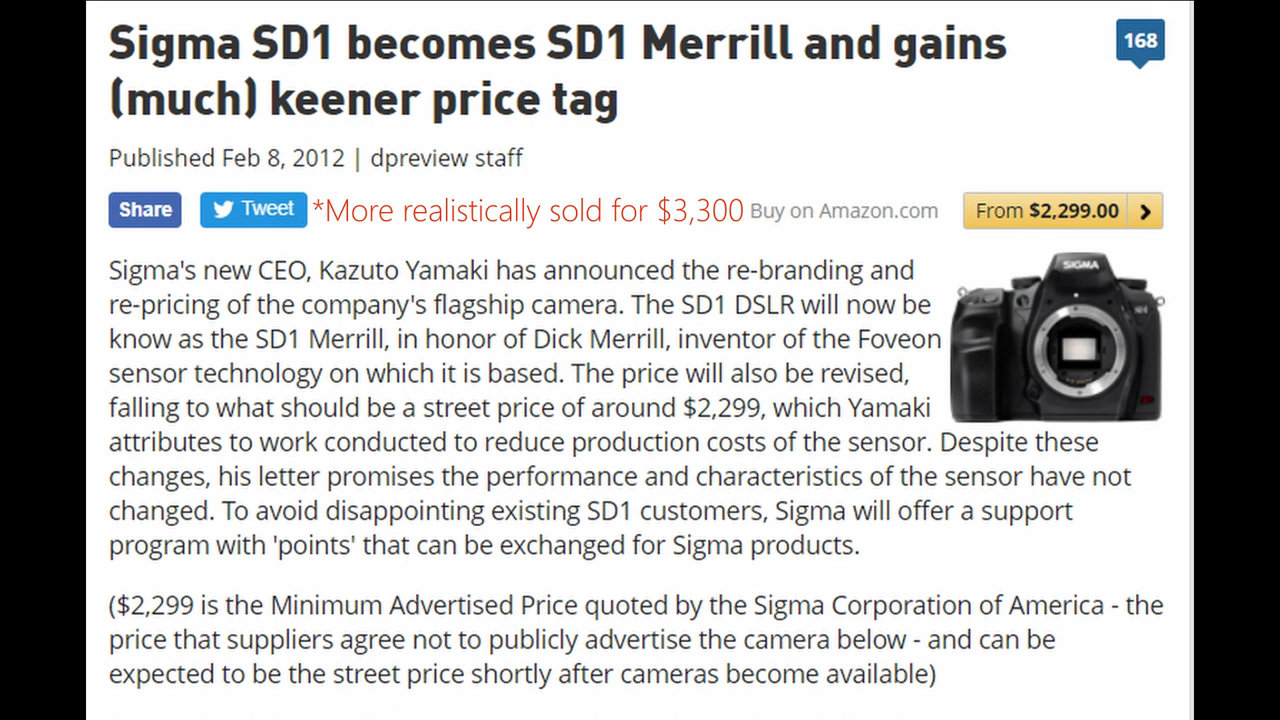 Sigma SD1 becomes SD1 Merrill and gains
(much) keener price tag
168
Published Feb 8, 2012 | dpreview staff
Share Tweet *More realistically sold for $3,300 Buy on Amazon.com From $2,299.00
Sigma's new CEO, Kazuto Yamaki has announced the re-branding and
re-pricing of the company's flagship camera. The SD1 DSLR will now be
know as the SD1 Merrill, in honor of Dick Merrill, inventor of the Foveon
sensor technology on which it is based. The price will also be revised,
falling to what should be a street price of around $2,299, which Yamaki
attributes to work conducted to reduce production costs of the sensor. Despite these
changes, his letter promises the performance and characteristics of the sensor have not
changed. To avoid disappointing existing SD1 customers, Sigma will offer a support
program with 'points' that can be exchanged for Sigma products.
SIGMA
($2,299 is the Minimum Advertised Price quoted by the Sigma Corporation of America - the
price that suppliers agree not to publicly advertise the camera below - and can be
expected to be the street price shortly after cameras become available)